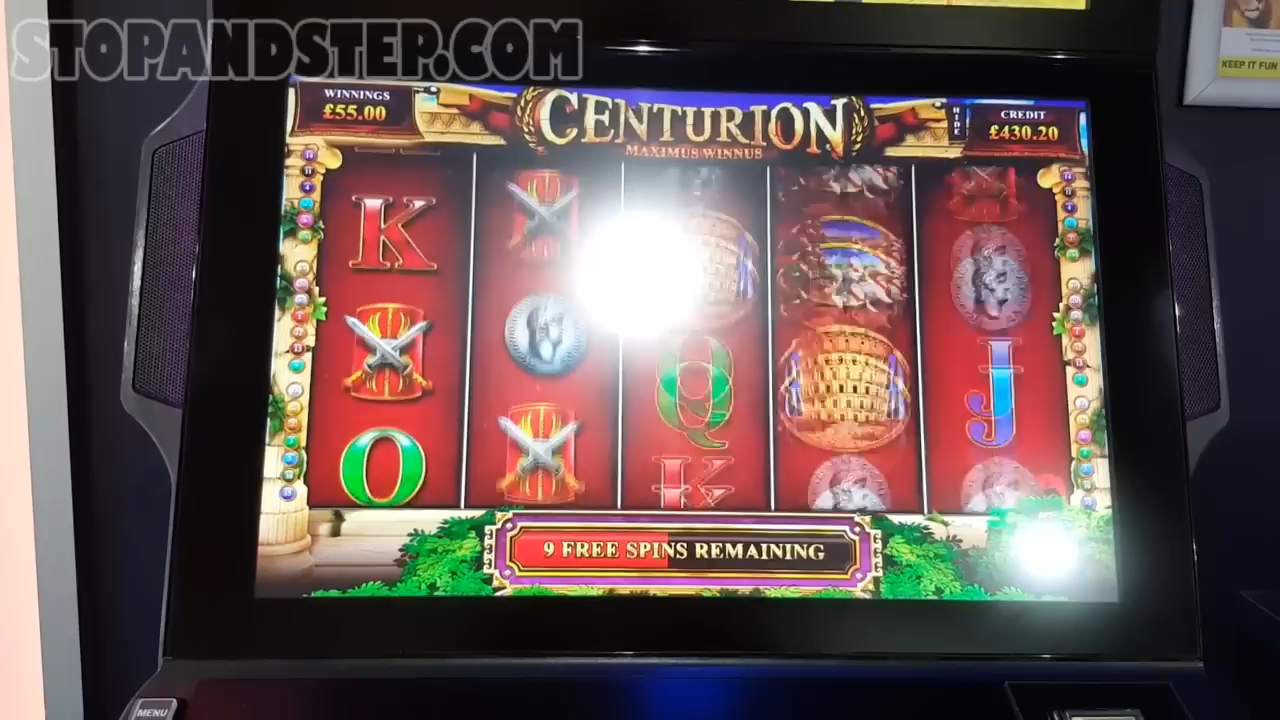 STOPANDSTEP.COM
KEEP IT FUN
WINNINGS
£55.00
CENTURION
MAXIMUS WINNUS
HIDE
CREDIT
£430.20
K
Q
K
J
9 FREE SPINS REMAINING
MENU